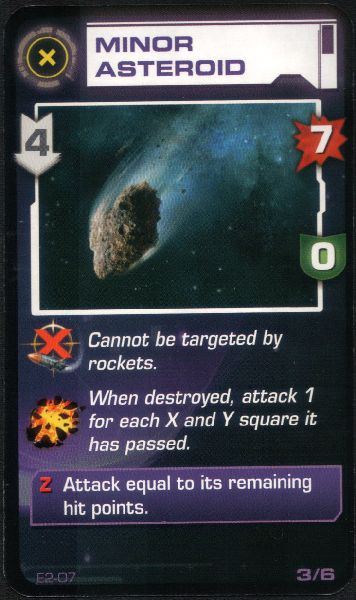 MINOR
ASTEROID
4
7
0
Cannot be targeted by
rockets.
When destroyed, attack 1
for each X and Y square it
has passed.
Z Attack equal to its remaining
hit points.
E2-07
3/6